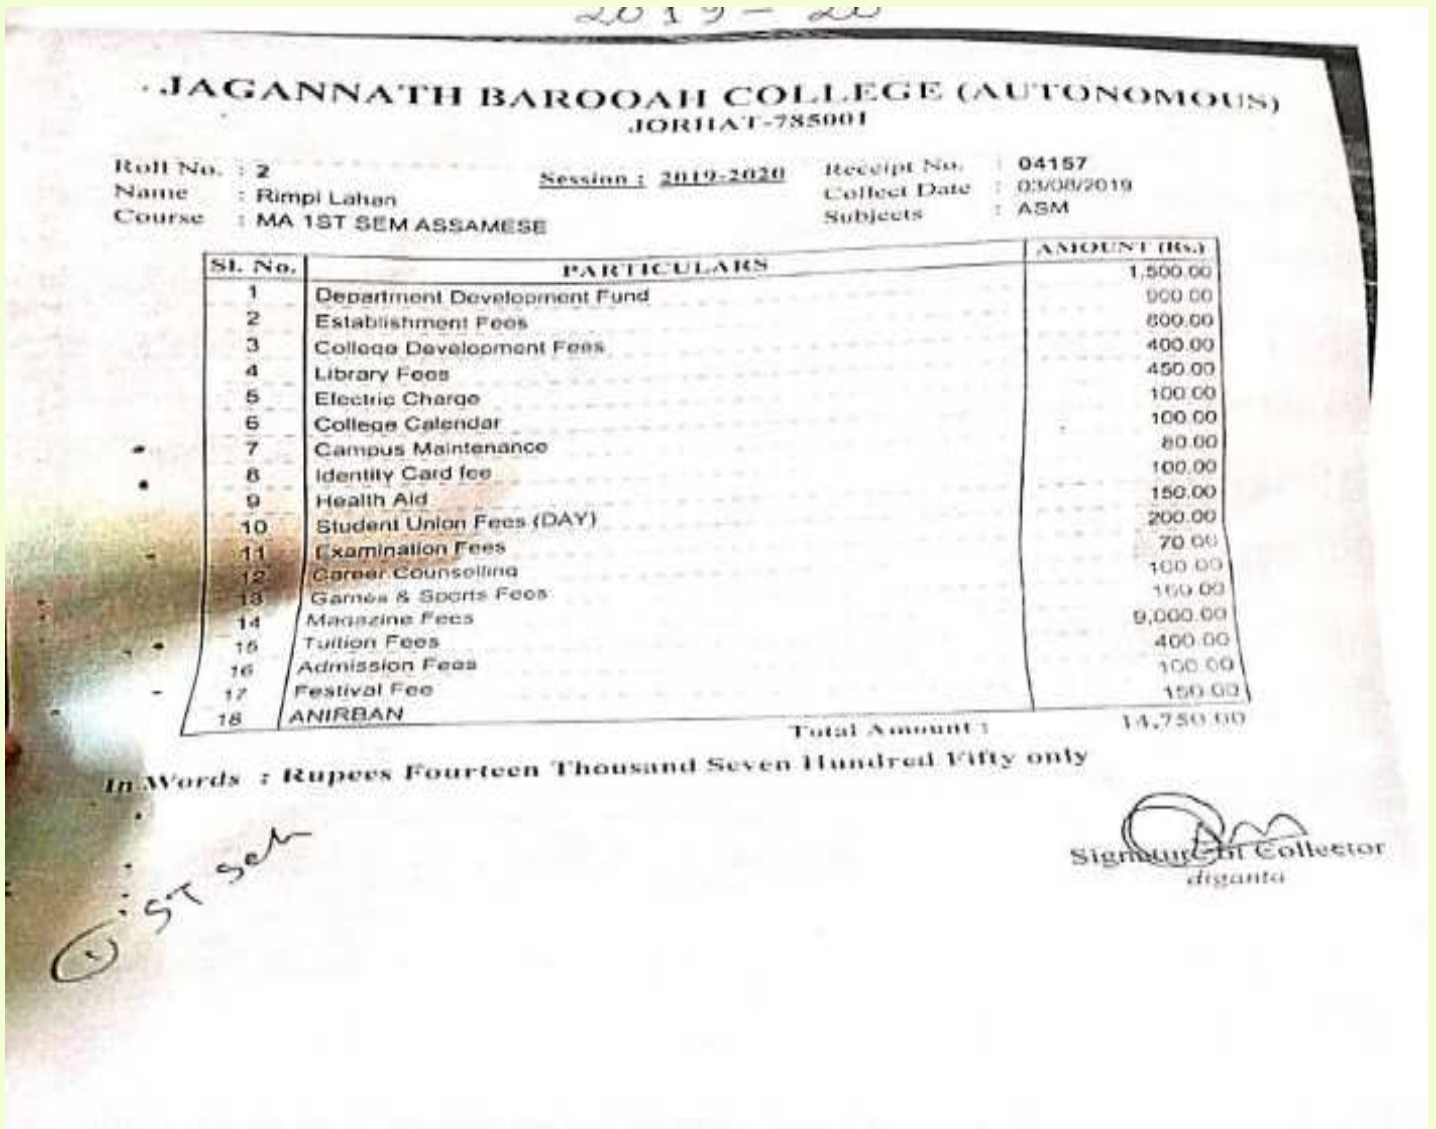 2019 - 20
JAGANNATH BAROOAH COLLEGE (AUTONOMOUS)
JORHAT-785001
Roll No. : 2 Session : 2019-2020 Receipt No. : 04157
Name : Rimpi Lahan Collect Date : 03/08/2019
Course : MA 1ST SEM ASSAMESE Subjects : ASM
Sl. No. PARTICULARS AMOUNT (Rs.)
1 Department Development Fund 1,500.00
2 Establishment Fees 900.00
3 College Development Fees 800.00
4 Library Fees 400.00
5 Electric Charge 450.00
6 College Calendar 100.00
7 Campus Maintenance 100.00
8 Identity Card fee 80.00
9 Health Aid 100.00
10 Student Union Fees (DAY) 150.00
11 Examination Fees 200.00
12 Career Counselling 70.00
13 Games & Sports Fees 100.00
14 Magazine Fees
15 Tuition Fees 9,000.00
16 Admission Fees 400.00
17 Festival Fee 100.00
18 ANIRBAN 150.00
Total Amount : 14,750.00
In Words : Rupees Fourteen Thousand Seven Hundred Fifty only
Signature of Collector
diganta
1 ST